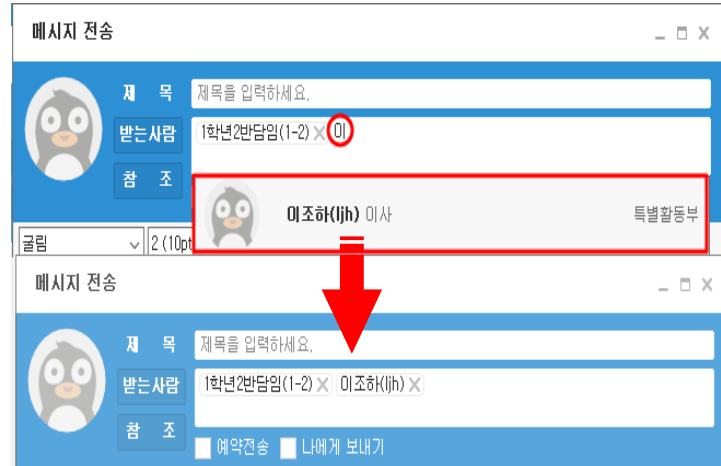 메시지 전송
제 목 제목을 입력하세요.
받는사람 1학년2반담임(1-2) 이
참 조
이조하(ljh) 이사 특별활동부
굴림 2 (10pt
메시지 전송
제 목 제목을 입력하세요.
받는사람 1학년2반담임(1-2) 이조하(ljh)
참 조
예약전송 나에게 보내기